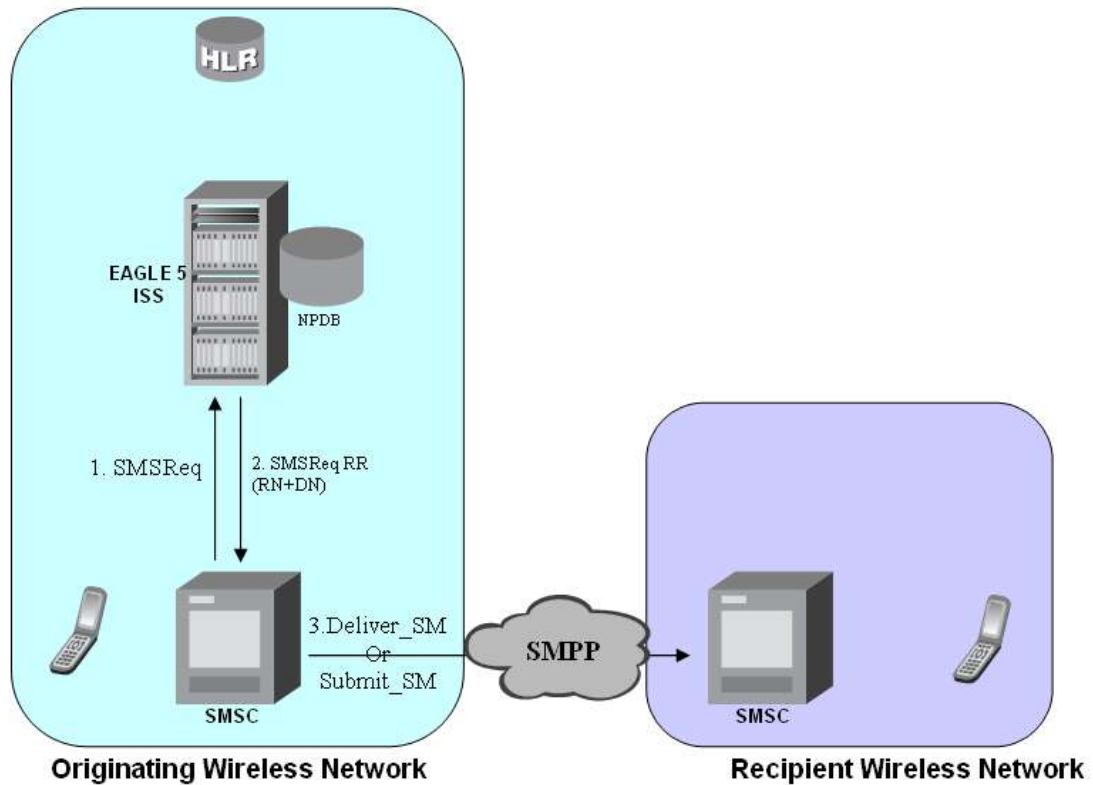 HLR
EAGLE 5
ISS
NPDB
1. SMSReq
2. SMSReq RR
(RN+DN)
3.Deliver_SM
Or
Submit_SM
SMPP
SMSC
SMSC
Originating Wireless Network
Recipient Wireless Network